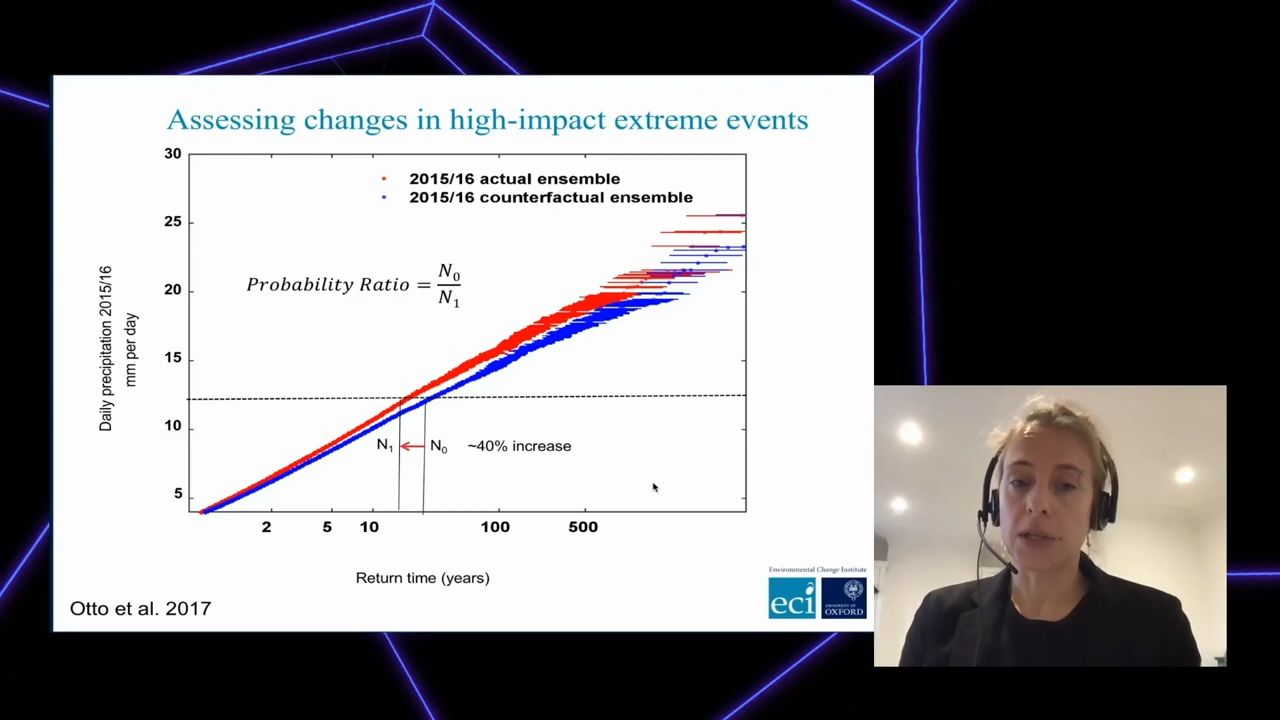 Assessing changes in high-impact extreme events
30
25
20
15
10
5
2015/16 actual ensemble
2015/16 counterfactual ensemble
Probability Ratio = N0
N1
Daily precipitation 2015/16
mm per day
N1
N0
~40% increase
2
5
10
100
500
Return time (years)
Otto et al. 2017
Environmental Change Institute
eci
UNIVERSITY OF
OXFORD